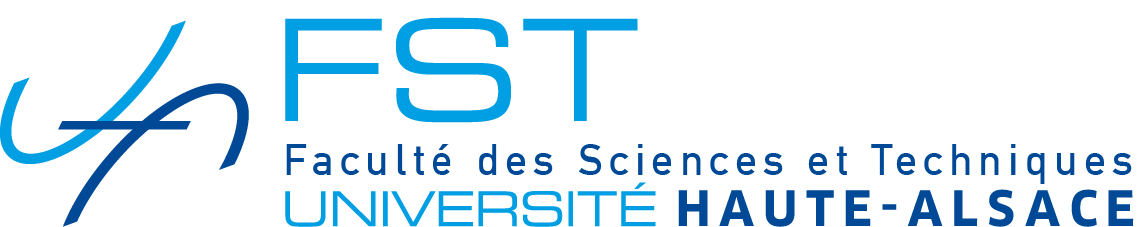 FST
Faculté des Sciences et Techniques
UNIVERSITÉ HAUTE-ALSACE